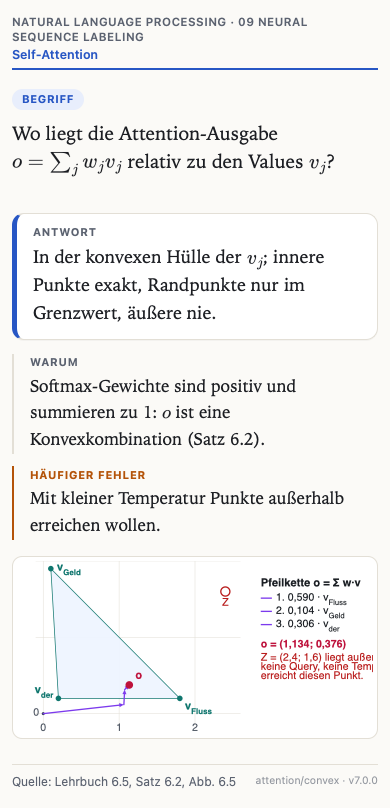 NATURAL LANGUAGE PROCESSING · 09 NEURAL
SEQUENCE LABELING
Self-Attention
BEGRIFF
Wo liegt die Attention-Ausgabe
o = ∑_j w_j v_j relativ zu den Values v_j?
ANTWORT
In der konvexen Hülle der v_j; innere
Punkte exakt, Randpunkte nur im
Grenzwert, äußere nie.
WARUM
Softmax-Gewichte sind positiv und
summieren zu 1: o ist eine
Konvexkombination (Satz 6.2).
HÄUFIGER FEHLER
Mit kleiner Temperatur Punkte außerhalb
erreichen wollen.
v_Geld
Z
o
v_der
v_Fluss
0
0 1 2
Pfeilkette o = Σ w·v
1. 0,590 · v_Fluss
2. 0,104 · v_Geld
3. 0,306 · v_der
o = (1,134; 0,376)
Z = (2,4; 1,6) liegt außer
keine Query, keine Temp
erreicht diesen Punkt.
Quelle: Lehrbuch 6.5, Satz 6.2, Abb. 6.5
attention/convex · v7.0.0